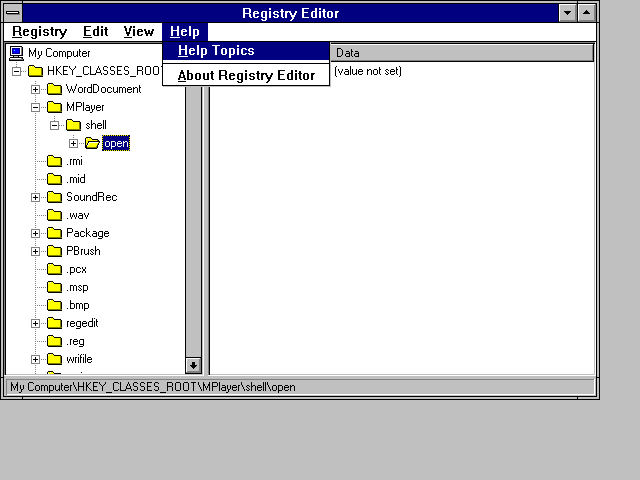 Registry Editor
Registry Edit View Help
Help Topics
About Registry Editor
My Computer
Data
HKEY_CLASSES_ROOT
(value not set)
WordDocument
MPlayer
shell
open
.rmi
.mid
SoundRec
.wav
Package
PBrush
.pcx
.msp
.bmp
regedit
.reg
wrifile
My Computer\HKEY_CLASSES_ROOT\MPlayer\shell\open